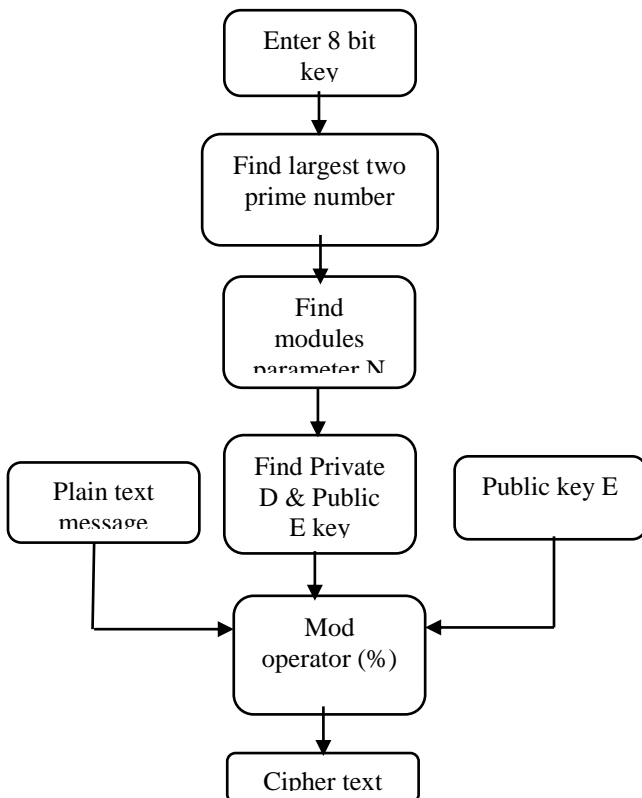 Enter 8 bit
key
Find largest two
prime number
Find
modules
parameter N
Find Private
D & Public
E key
Plain text
message
Public key E
Mod
operator (%)
Cipher text